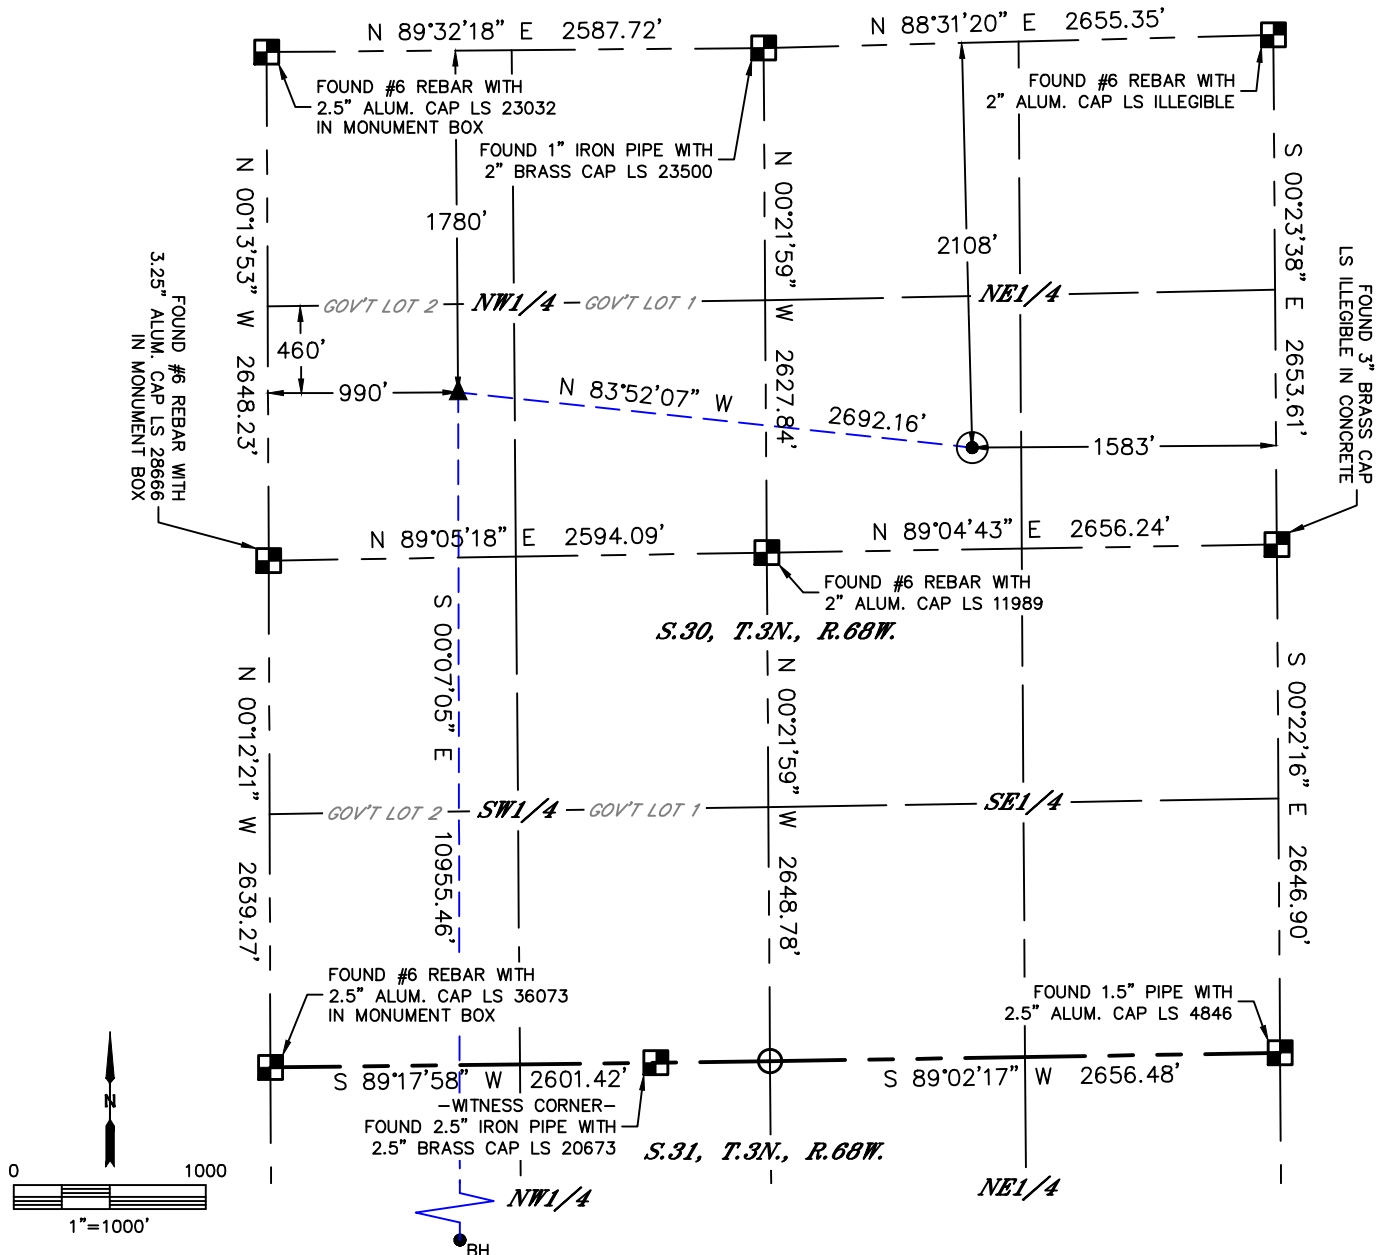 N 89°32'18" E 2587.72'
N 88°31'20" E 2655.35'
FOUND #6 REBAR WITH
2.5" ALUM. CAP LS 23032
IN MONUMENT BOX
FOUND #6 REBAR WITH
2" ALUM. CAP LS ILLEGIBLE
FOUND 1" IRON PIPE WITH
2" BRASS CAP LS 23500
N 00°13'53" W 2648.23'
N 00°21'59" W 2627.84'
S 00°23'38" E 2653.61'
1780'
2108'
FOUND #6 REBAR WITH
3.25" ALUM. CAP LS 28666
IN MONUMENT BOX
FOUND 3" BRASS CAP
LS ILLEGIBLE IN CONCRETE
GOV'T LOT 2
NW1/4
GOV'T LOT 1
NE1/4
460'
990'
N 83°52'07" W 2692.16'
1583'
N 89°05'18" E 2594.09'
N 89°04'43" E 2656.24'
FOUND #6 REBAR WITH
2" ALUM. CAP LS 11989
S.30, T.3N., R.68W.
N 00°12'21" W 2639.27'
S 00°07'05" E 10955.46'
N 00°21'59" W 2648.78'
S 00°22'16" E 2646.90'
GOV'T LOT 2
SW1/4
GOV'T LOT 1
SE1/4
FOUND #6 REBAR WITH
2.5" ALUM. CAP LS 36073
IN MONUMENT BOX
FOUND 1.5" PIPE WITH
2.5" ALUM. CAP LS 4846
S 89°17'58" W 2601.42'
S 89°02'17" W 2656.48'
-WITNESS CORNER-
FOUND 2.5" IRON PIPE WITH
2.5" BRASS CAP LS 20673
S.31, T.3N., R.68W.
N
0 1000
1"=1000'
NW1/4
NE1/4
BH